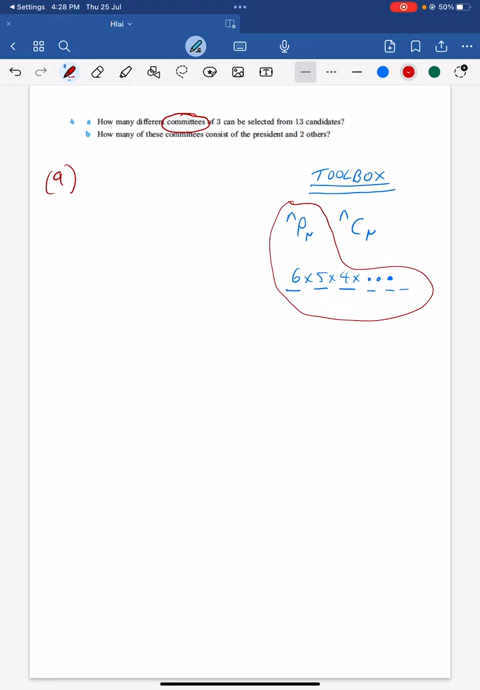 Settings 4:28 PM Thu 25 Jul ••• 50%
Hlai
4 a How many different committees of 3 can be selected from 13 candidates?
b How many of these committees consist of the president and 2 others?
(a)
TOOLBOX
ⁿPᵣ ⁿCᵣ
6 x 5 x 4 x •••